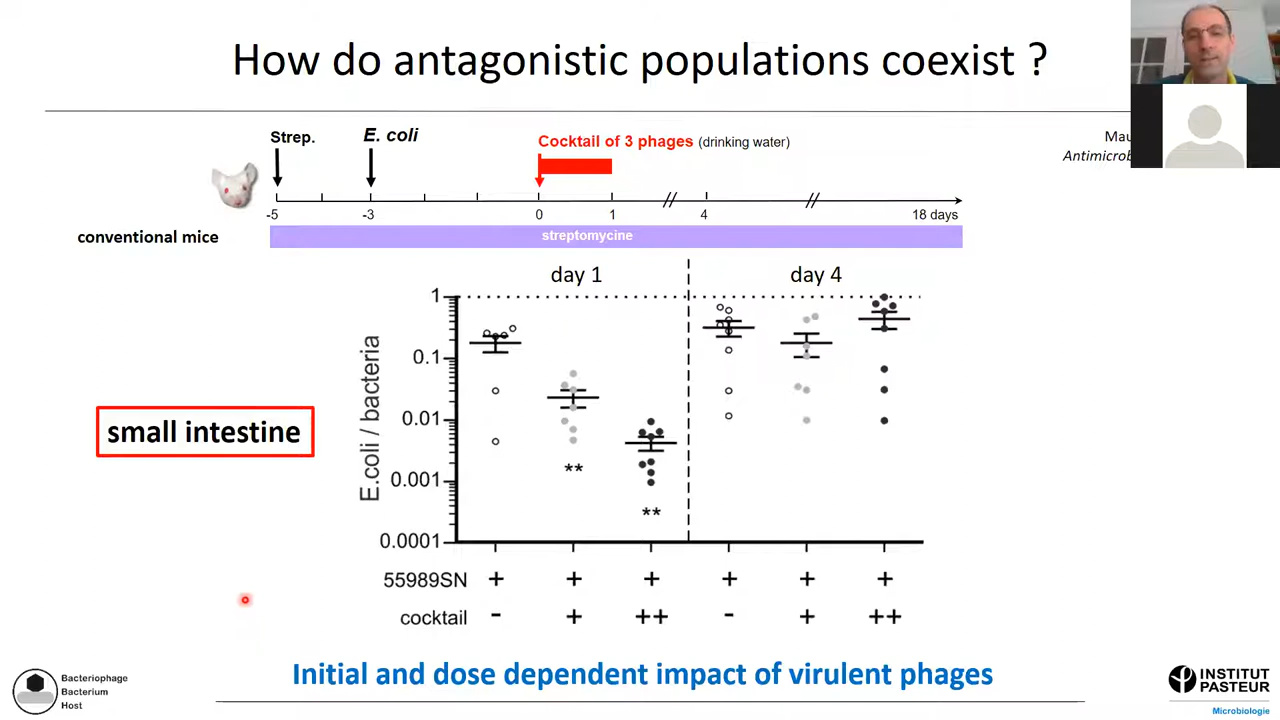 How do antagonistic populations coexist ?
Strep.
E. coli
Cocktail of 3 phages (drinking water)
Antimicrob
-5
-3
0
1
4
18 days
conventional mice
streptomycine
day 1
day 4
1
0.1
0.01
0.001
0.0001
E.coli / bacteria
small intestine
**
**
55989SN + + + + + +
cocktail - + ++ - + ++
Initial and dose dependent impact of virulent phages
Bacteriophage
Bacterium
Host
INSTITUT
PASTEUR
Microbiologie